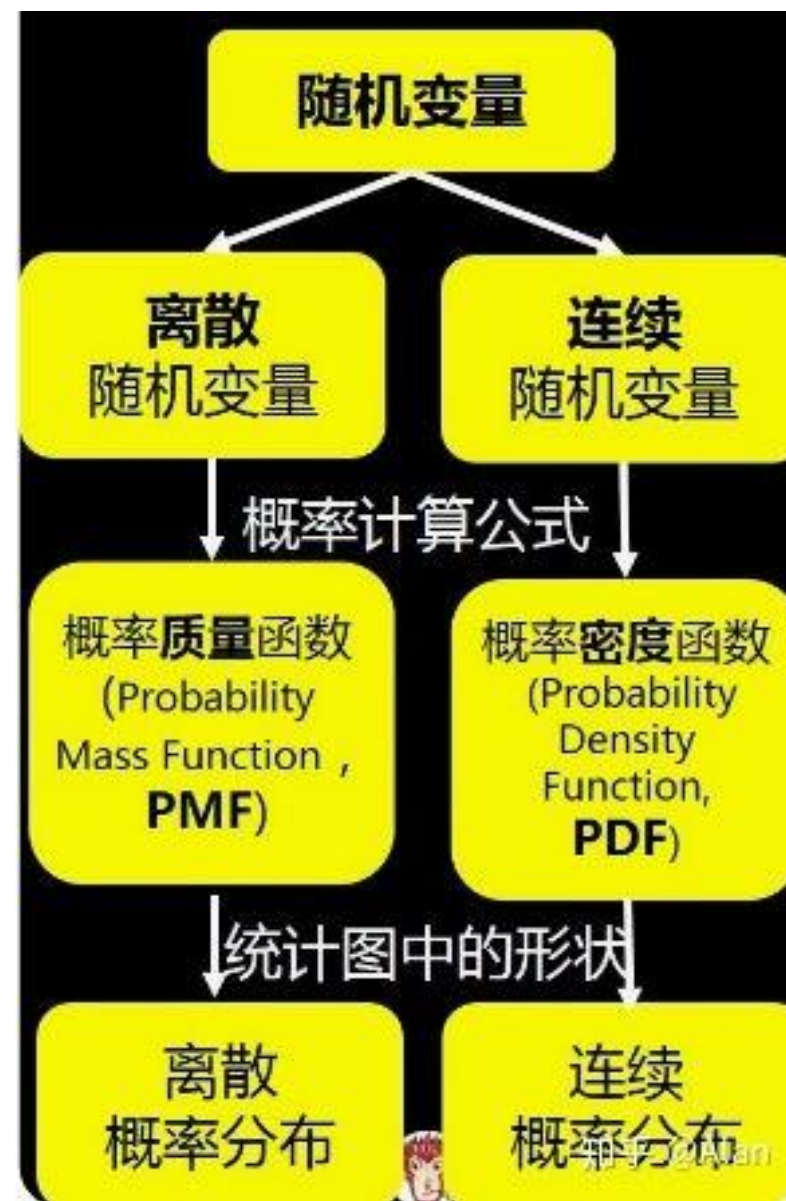 随机变量
离散
随机变量
连续
随机变量
概率计算公式
概率质量函数
(Probability
Mass Function ,
PMF)
概率密度函数
(Probability
Density
Function,
PDF)
统计图中的形状
离散
概率分布
连续
概率分布
知乎 @Alan